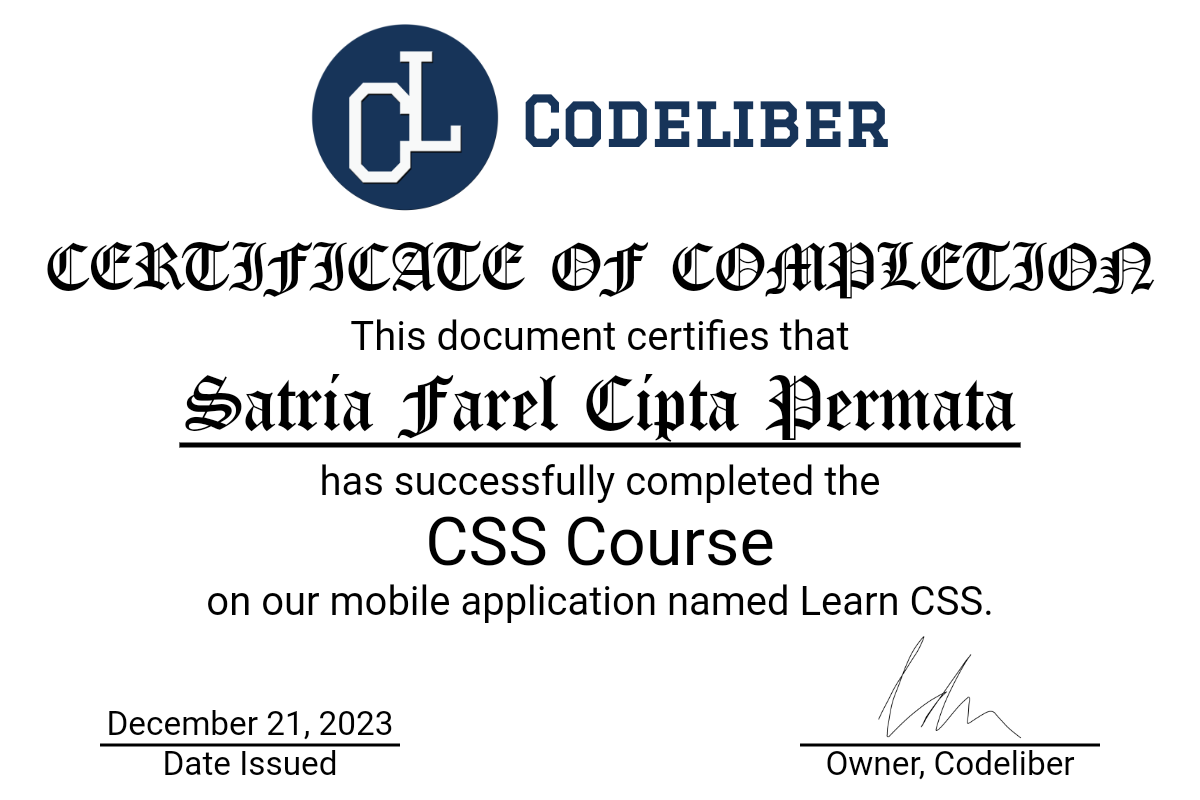 CL
CODELIBER
CERTIFICATE OF COMPLETION
This document certifies that
Satria Farel Cipta Permata
has successfully completed the
CSS Course
on our mobile application named Learn CSS.
December 21, 2023
Date Issued
Owner, Codeliber